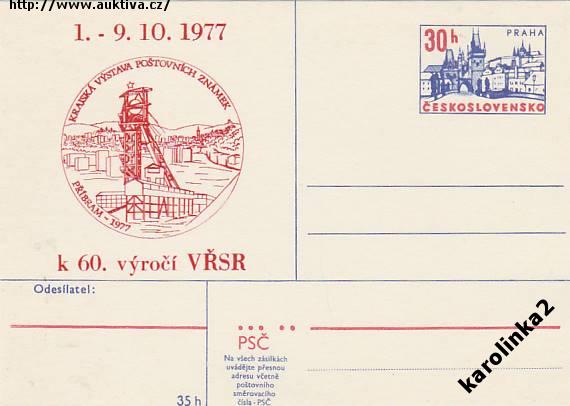 http://www.auktiva.cz/
1. - 9. 10. 1977
KRAJSKÁ VÝSTAVA POŠTOVNÍCH ZNÁMEK
PŘÍBRAM - 1977
k 60. výročí VŘSR
30h
PRAHA
ČESKOSLOVENSKO
Odesílatel:
35 h
PSČ
Na všech zásilkách
uvádějte přesnou
adresu včetně
poštovního
směrovacího
čísla - PSČ
karolinka2